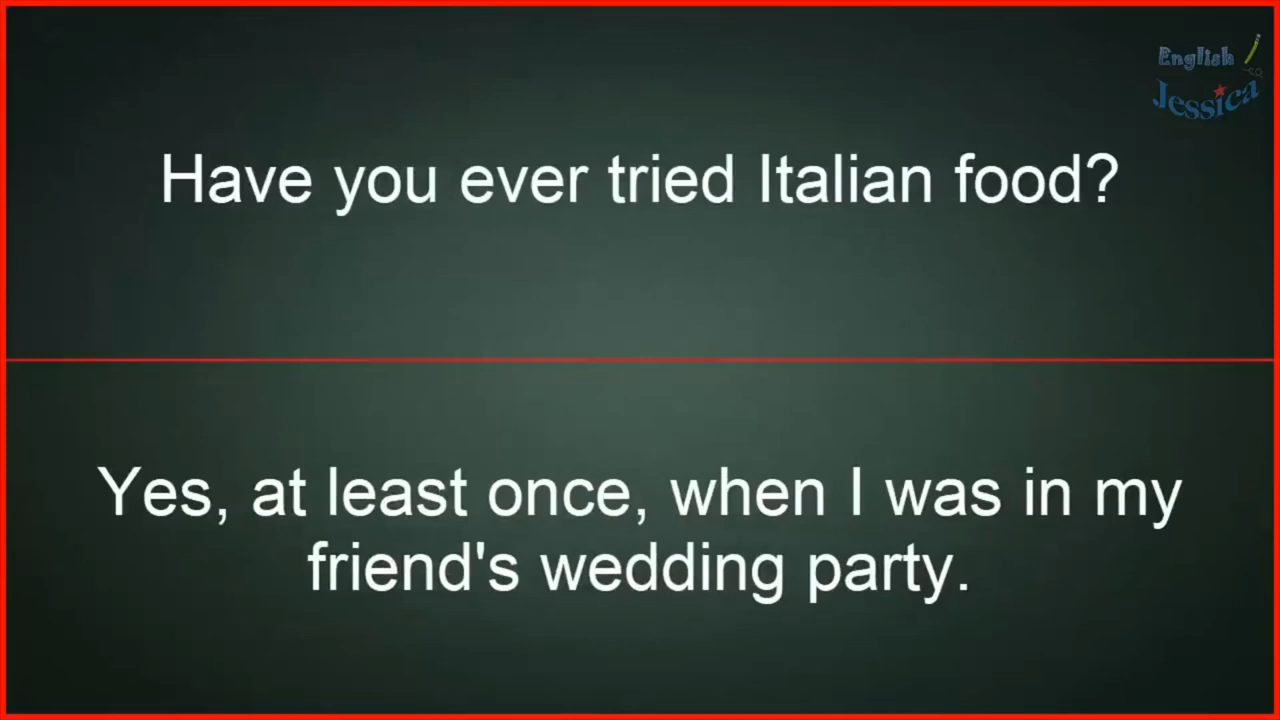 English
Jessica
Have you ever tried Italian food?
Yes, at least once, when I was in my
friend's wedding party.